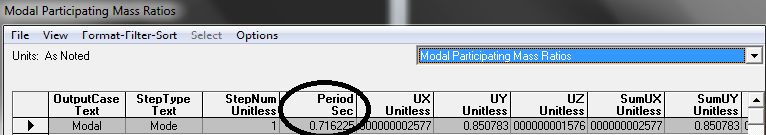 Modal Participating Mass Ratios
File View Format-Filter-Sort Select Options
Units: As Noted
Modal Participating Mass Ratios
OutputCase StepType StepNum Period UX UY UZ SumUX SumUY
Text Text Unitless Sec Unitless Unitless Unitless Unitless Unitless
Modal Mode 1 0.716225 000000002577 0.850783 000000001576 000000002577 0.850783